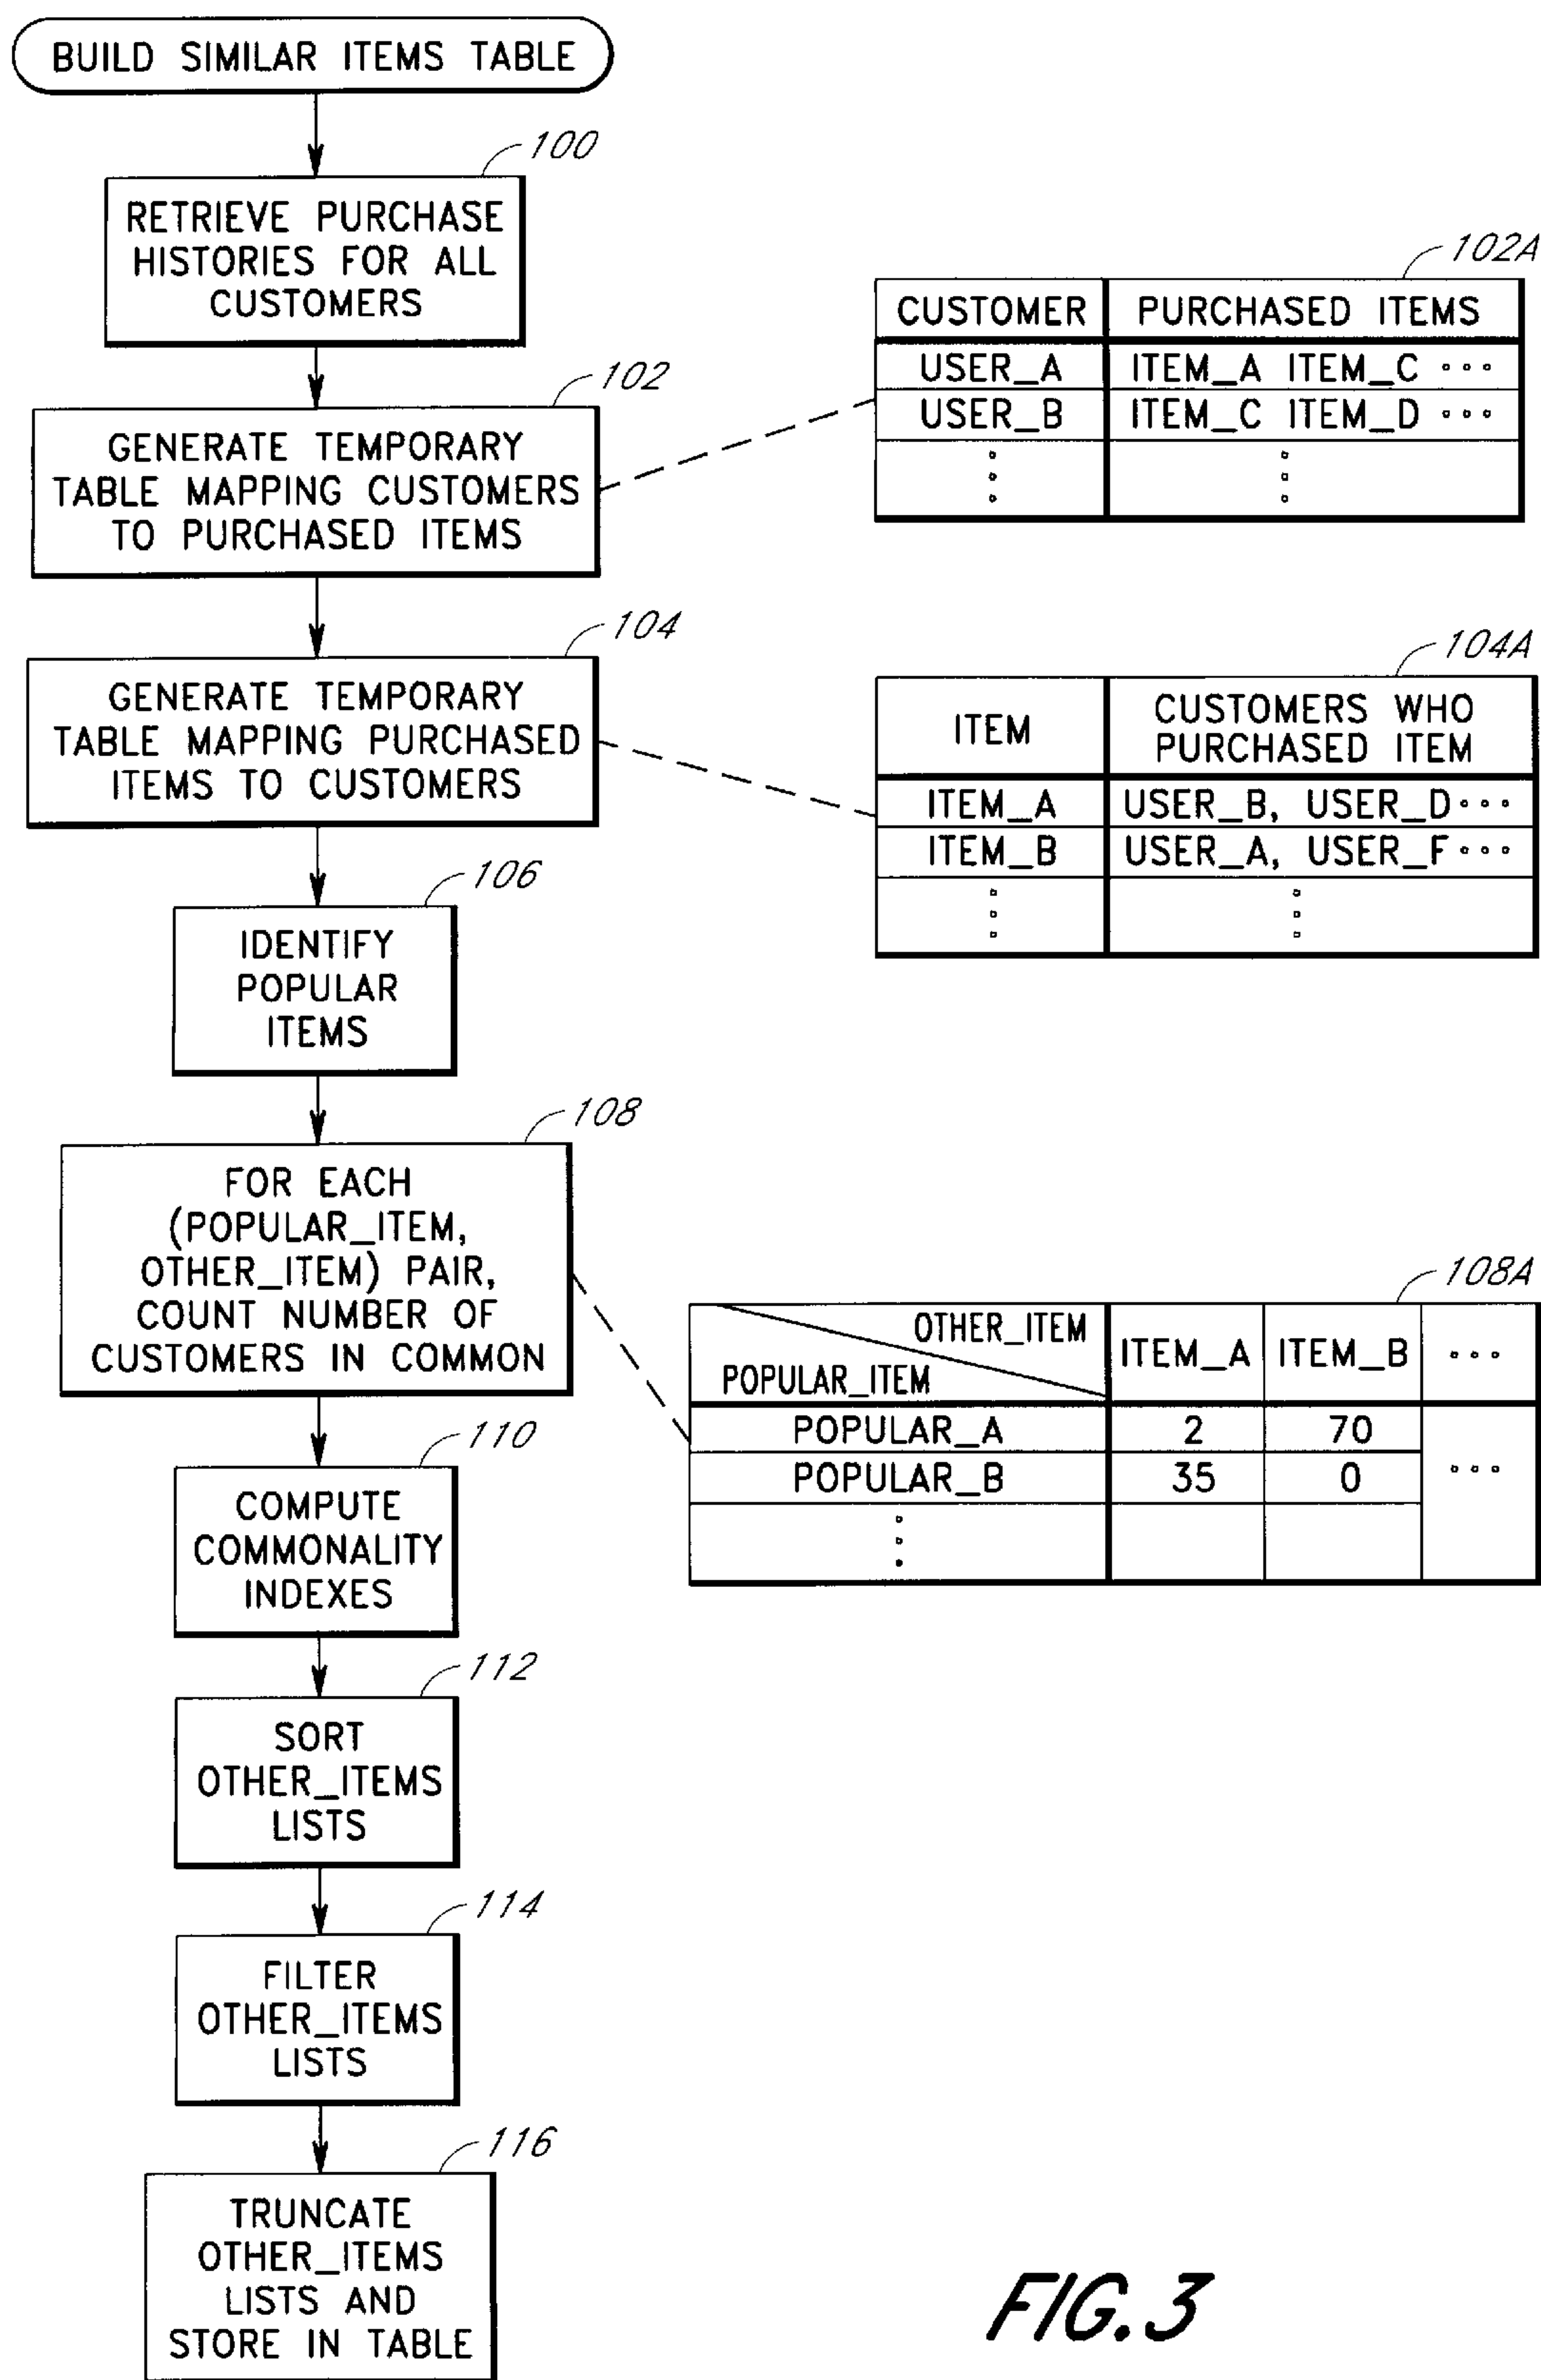 BUILD SIMILAR ITEMS TABLE
100
RETRIEVE PURCHASE
HISTORIES FOR ALL
CUSTOMERS
102
GENERATE TEMPORARY
TABLE MAPPING CUSTOMERS
TO PURCHASED ITEMS
102A
CUSTOMER PURCHASED ITEMS
USER_A ITEM_A ITEM_C ...
USER_B ITEM_C ITEM_D ...
104
GENERATE TEMPORARY
TABLE MAPPING PURCHASED
ITEMS TO CUSTOMERS
104A
ITEM CUSTOMERS WHO
PURCHASED ITEM
ITEM_A USER_B, USER_D ...
ITEM_B USER_A, USER_F ...
106
IDENTIFY
POPULAR
ITEMS
108
FOR EACH
(POPULAR_ITEM,
OTHER_ITEM) PAIR,
COUNT NUMBER OF
CUSTOMERS IN COMMON
108A
OTHER_ITEM
POPULAR_ITEM
ITEM_A ITEM_B ...
POPULAR_A 2 70
POPULAR_B 35 0 ...
110
COMPUTE
COMMONALITY
INDEXES
112
SORT
OTHER_ITEMS
LISTS
114
FILTER
OTHER_ITEMS
LISTS
116
TRUNCATE
OTHER_ITEMS
LISTS AND
STORE IN TABLE
FIG. 3